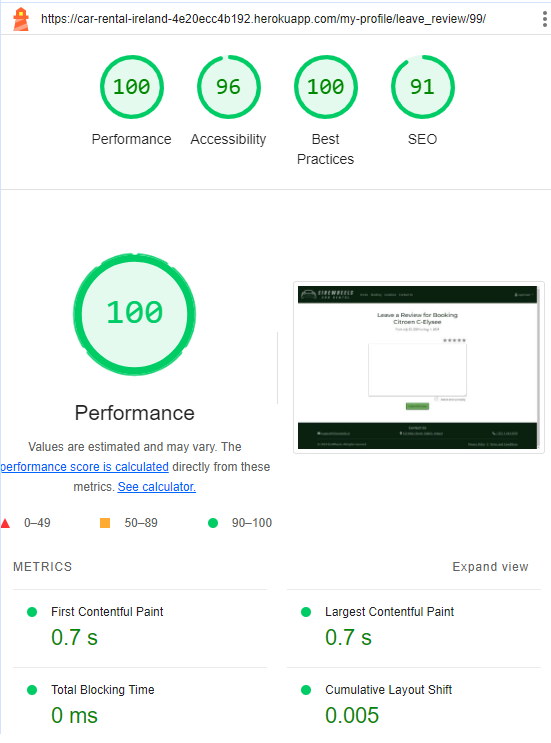 https://car-rental-ireland-4e20ecc4b192.herokuapp.com/my-profile/leave_review/99/
100
96
100
91
Performance
Accessibility
Best
Practices
SEO
100
Performance
Values are estimated and may vary. The
performance score is calculated directly from these
metrics. See calculator.
Leave a Review for Booking
Citroen C-Elysee
0–49
50–89
90–100
METRICS
Expand view
First Contentful Paint
0.7 s
Largest Contentful Paint
0.7 s
Total Blocking Time
0 ms
Cumulative Layout Shift
0.005